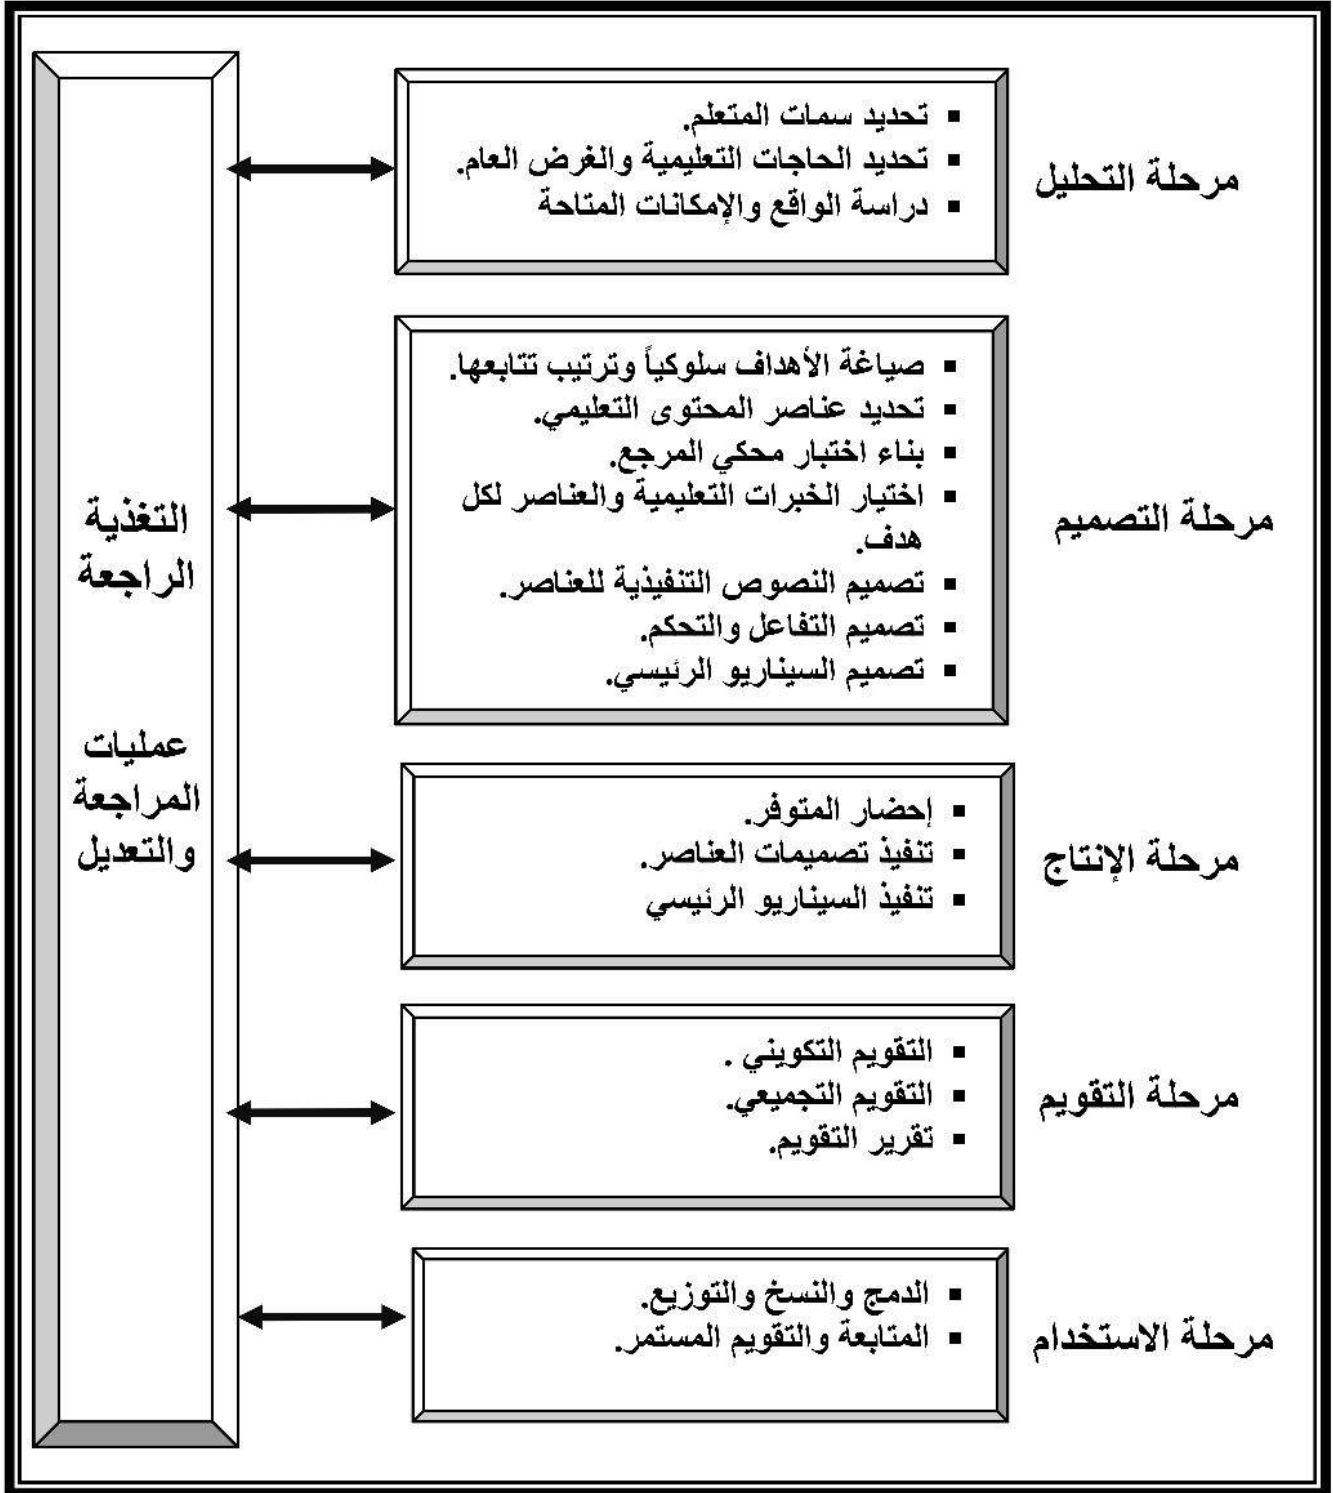 مرحلة التحليل
▪ تحديد سمات المتعلم.
▪ تحديد الحاجات التعليمية والغرض العام.
▪ دراسة الواقع والإمكانات المتاحة
مرحلة التصميم
▪ صياغة الأهداف سلوكياً وترتيب تتابعها.
▪ تحديد عناصر المحتوى التعليمي.
▪ بناء اختبار محكي المرجع.
▪ اختيار الخبرات التعليمية والعناصر لكل
هدف.
▪ تصميم النصوص التنفيذية للعناصر.
▪ تصميم التفاعل والتحكم.
▪ تصميم السيناريو الرئيسي.
مرحلة الإنتاج
▪ إحضار المتوفر.
▪ تنفيذ تصميمات العناصر.
▪ تنفيذ السيناريو الرئيسي
مرحلة التقويم
▪ التقويم التكويني .
▪ التقويم التجميعي.
▪ تقرير التقويم.
مرحلة الاستخدام
▪ الدمج والنسخ والتوزيع.
▪ المتابعة والتقويم المستمر.
التغذية
الراجعة
عمليات
المراجعة
والتعديل